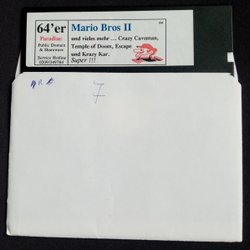 64'er
Paradise:
Public Domain
& Shareware
Service Hotline
Mario Bros II
und vieles mehr ... Crazy Caveman,
Temple of Doom, Escape
und Krazy Kar.
Super !!!
7